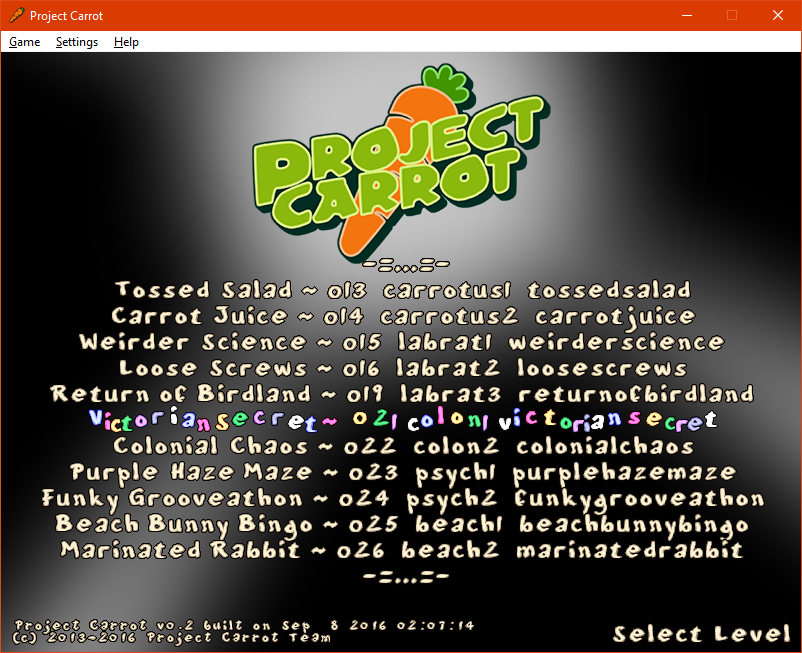 Project Carrot
Game Settings Help
PROJECT
CARROT
-=...=-
Tossed Salad ~ 013 carrotus1 tossedsalad
Carrot Juice ~ 014 carrotus2 carrotjuice
Weirder Science ~ 015 labrat1 weirderscience
Loose Screws ~ 016 labrat2 loosescrews
Return of Birdland ~ 019 labrat3 returnofbirdland
Victorian Secret ~ 021 colon1 victoriansecret
Colonial Chaos ~ 022 colon2 colonialchaos
Purple Haze Maze ~ 023 psych1 purplehazemaze
Funky Grooveathon ~ 024 psych2 funkygrooveathon
Beach Bunny Bingo ~ 025 beach1 beachbunnybingo
Marinated Rabbit ~ 026 beach2 marinatedrabbit
-=...=-
Project Carrot v0.2 built on Sep 8 2016 02:07:14
(c) 2013-2016 Project Carrot Team
Select Level